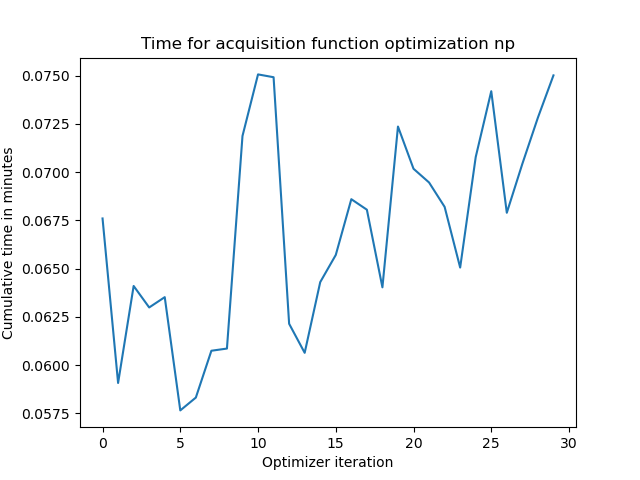 Time for acquisition function optimization np
Cumulative time in minutes
0.0750
0.0725
0.0700
0.0675
0.0650
0.0625
0.0600
0.0575
0 5 10 15 20 25 30
Optimizer iteration